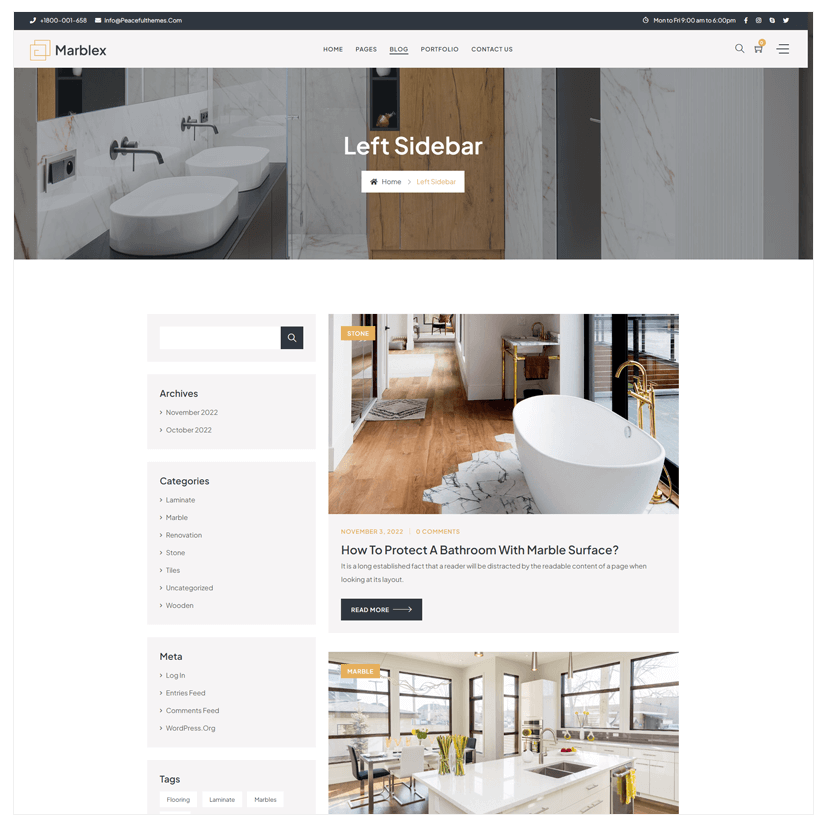 +1800-001-658 Info@Peacefulthemes.Com Mon to Fri 9:00 am to 6:00pm
Marblex HOME PAGES BLOG PORTFOLIO CONTACT US
Left Sidebar
Home Left Sidebar
STONE
Archives
November 2022
October 2022
Categories
Laminate
Marble
Renovation
Stone
Tiles
Uncategorized
Wooden
Meta
Log In
Entries Feed
Comments Feed
WordPress.Org
Tags
Flooring Laminate Marbles
NOVEMBER 3, 2022 0 COMMENTS
How To Protect A Bathroom With Marble Surface?
It is a long established fact that a reader will be distracted by the readable content of a page when
looking at its layout.
READ MORE
MARBLE